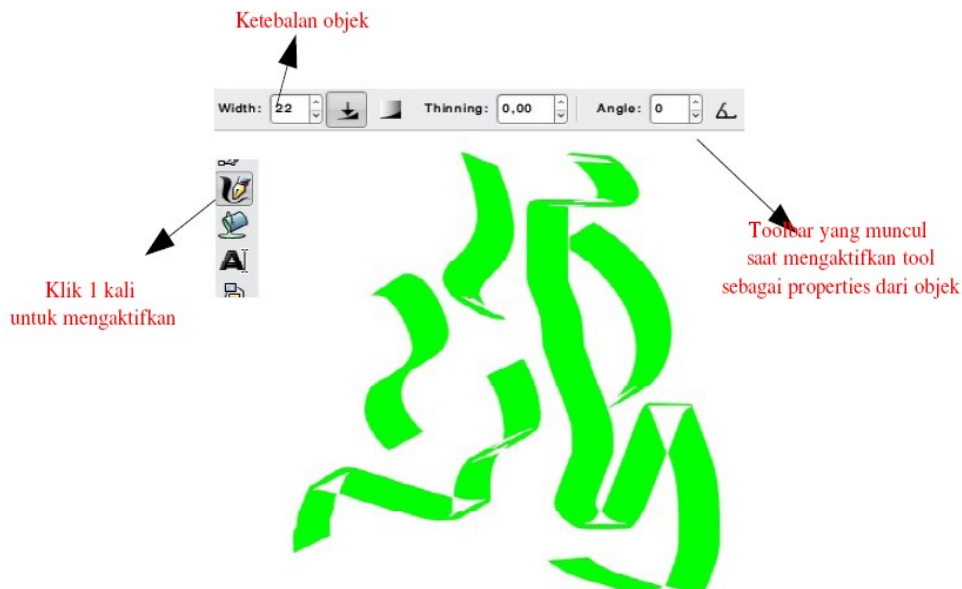 Ketebalan objek
Width: 22 Thinning: 0,00 Angle: 0
Toolbar yang muncul
saat mengaktifkan tool
sebagai properties dari objek
Klik 1 kali
untuk mengaktifkan